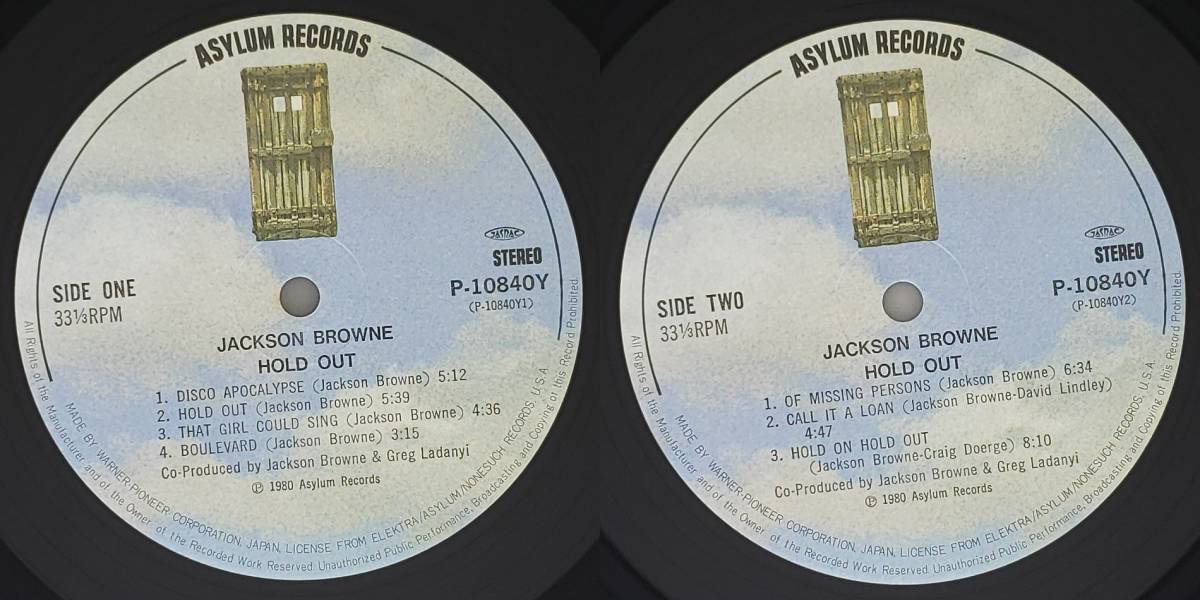 ASYLUM RECORDS
JASRAC
STEREO
P-10840Y
(P-10840Y1)
SIDE ONE
33⅓RPM
JACKSON BROWNE
HOLD OUT
1. DISCO APOCALYPSE (Jackson Browne) 5:12
2. HOLD OUT (Jackson Browne) 5:39
3. THAT GIRL COULD SING (Jackson Browne) 4:36
4. BOULEVARD (Jackson Browne) 3:15
Co-Produced by Jackson Browne & Greg Ladanyi
Ⓟ 1980 Asylum Records
MADE BY WARNER-PIONEER CORPORATION, JAPAN, LICENSE FROM ELEKTRA/ASYLUM/NONESUCH RECORDS, U.S.A.
All Rights of the Manufacturer and of the Owner of the Recorded Work Reserved. Unauthorized Public Performance, Broadcasting and Copying of this Record Prohibited.
ASYLUM RECORDS
JASRAC
STEREO
P-10840Y
(P-10840Y2)
SIDE TWO
33⅓RPM
JACKSON BROWNE
HOLD OUT
1. OF MISSING PERSONS (Jackson Browne) 6:34
2. CALL IT A LOAN (Jackson Browne-David Lindley)
4:47
3. HOLD ON HOLD OUT
(Jackson Browne-Craig Doerge) 8:10
Co-Produced by Jackson Browne & Greg Ladanyi
Ⓟ 1980 Asylum Records
MADE BY WARNER-PIONEER CORPORATION, JAPAN, LICENSE FROM ELEKTRA/ASYLUM/NONESUCH RECORDS, U.S.A.
All Rights of the Manufacturer and of the Owner of the Recorded Work Reserved. Unauthorized Public Performance, Broadcasting and Copying of this Record Prohibited.